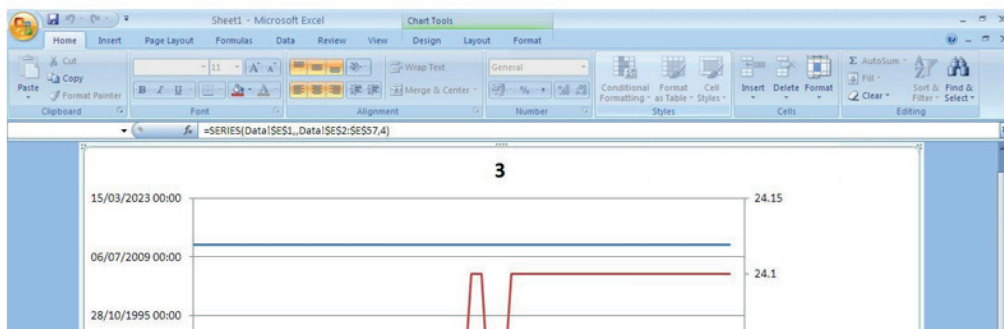 Sheet1 - Microsoft Excel Chart Tools
Home Insert Page Layout Formulas Data Review View Design Layout Format
Paste
Cut
Copy
Format Painter
Clipboard
11 A A
B I U A
Font
Wrap Text
Merge & Center
Alignment
General
% ,
Number
Conditional Formatting
Format as Table
Cell Styles
Styles
Insert Delete Format
Cells
Σ AutoSum
Fill
Clear
Sort & Filter
Find & Select
Editing
fx =SERIES(Data!$E$1,,Data!$E$2:$E$57,4)
3
15/03/2023 00:00 24.15
06/07/2009 00:00
24.1
28/10/1995 00:00